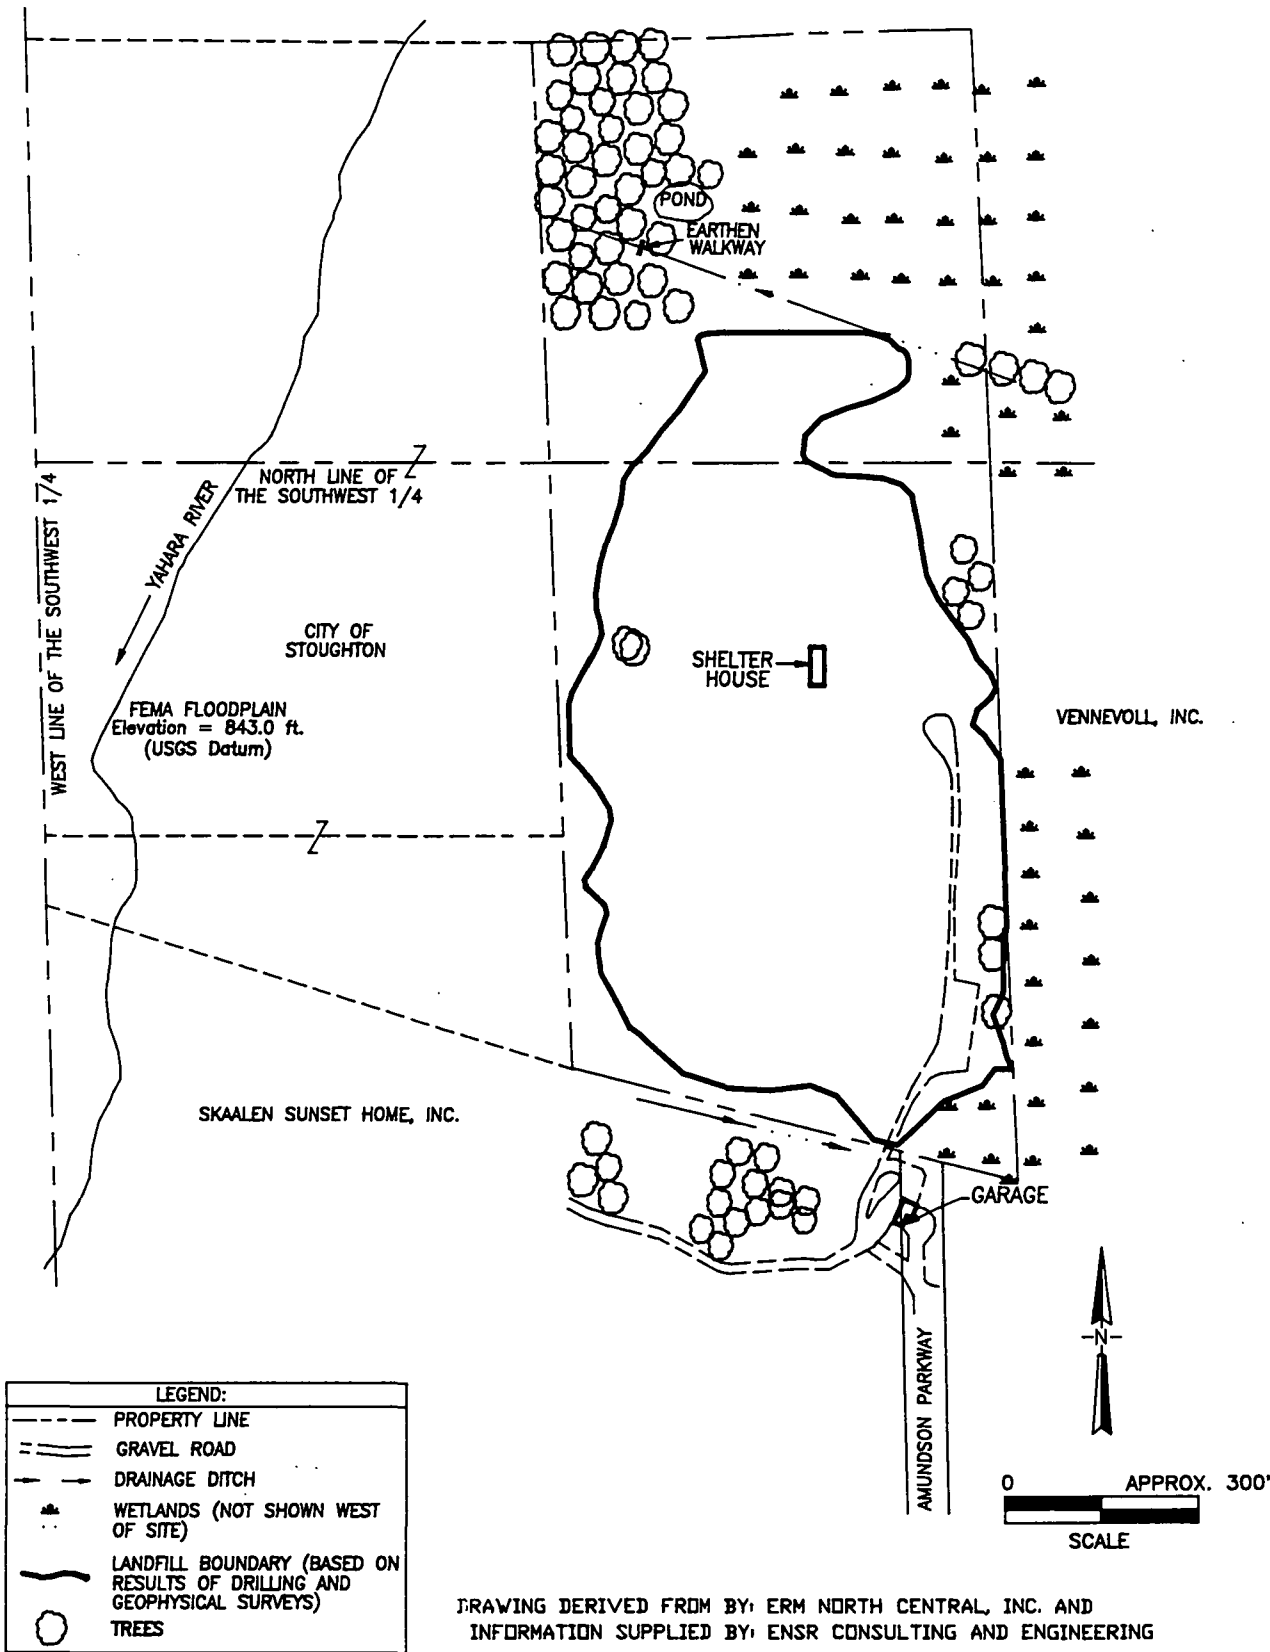 POND
EARTHEN
WALKWAY
NORTH LINE OF
THE SOUTHWEST 1/4
WEST LINE OF THE SOUTHWEST 1/4
YAHARA RIVER
CITY OF
STOUGHTON
SHELTER
HOUSE
FEMA FLOODPLAIN
Elevation = 843.0 ft.
(USGS Datum)
VENNEVOLL, INC.
SKAALEN SUNSET HOME, INC.
GARAGE
AMUNDSON PARKWAY
N
0 APPROX. 300'
SCALE
LEGEND:
PROPERTY LINE
GRAVEL ROAD
DRAINAGE DITCH
WETLANDS (NOT SHOWN WEST
OF SITE)
LANDFILL BOUNDARY (BASED ON
RESULTS OF DRILLING AND
GEOPHYSICAL SURVEYS)
TREES
DRAWING DERIVED FROM BY: ERM NORTH CENTRAL, INC. AND
INFORMATION SUPPLIED BY: ENSR CONSULTING AND ENGINEERING